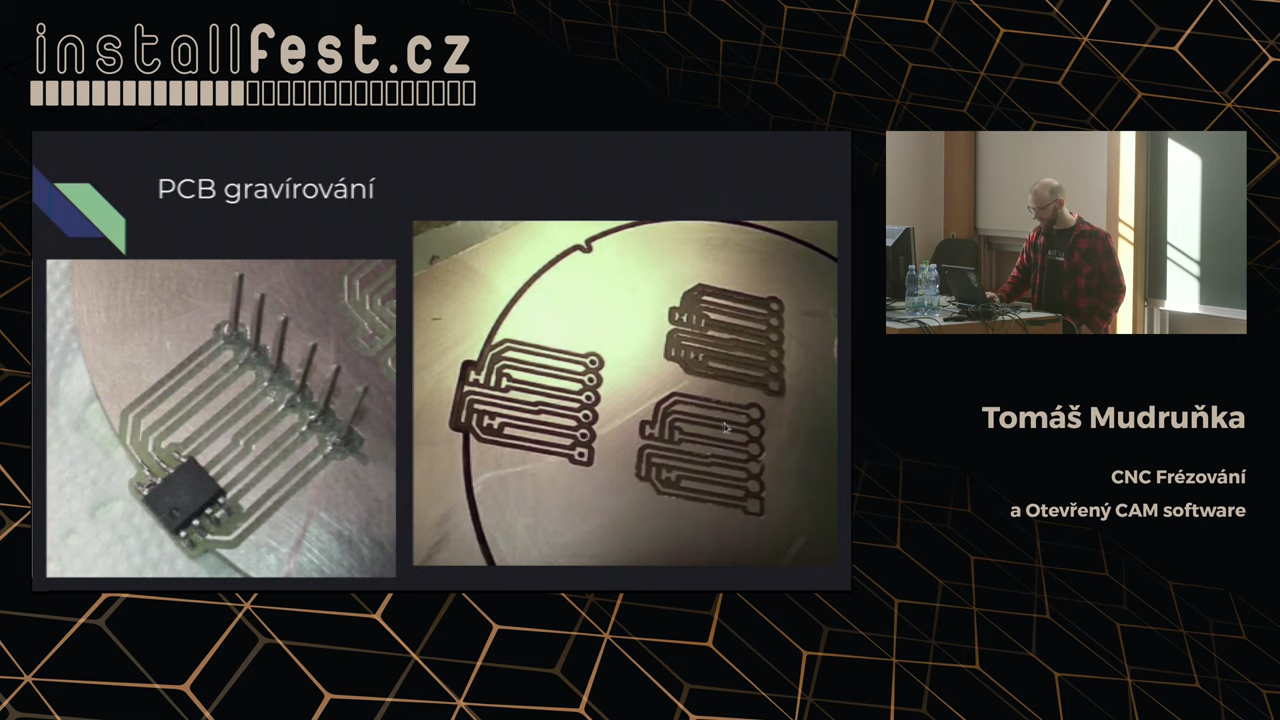 installfest.cz
PCB gravírování
Tomáš Mudruňka
CNC Frézování
a Otevřený CAM software